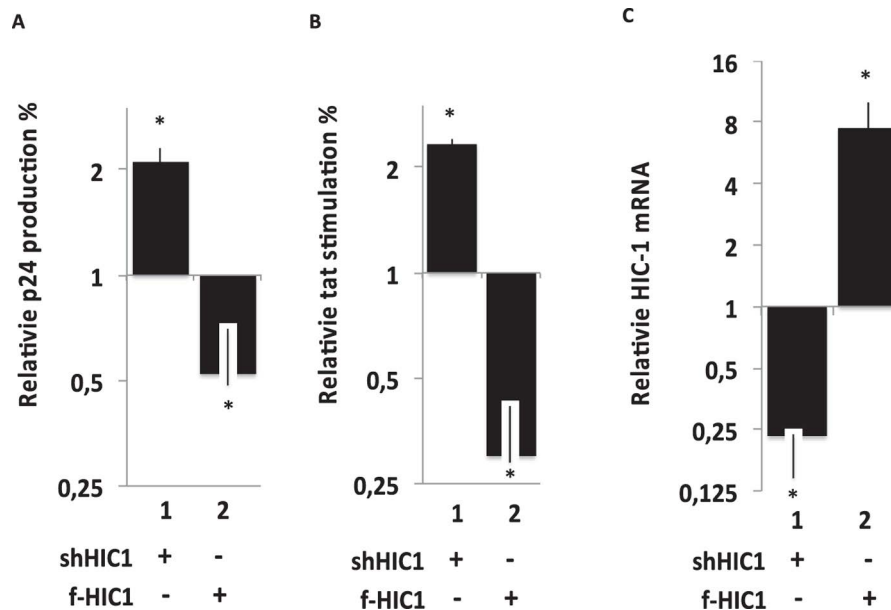 A
Relativie p24 production %
*
2
1
0,5
*
0,25
1 2
shHIC1 + -
f-HIC1 - +
B
Relativie tat stimulation %
*
2
1
0,5
*
0,25
1 2
shHIC1 + -
f-HIC1 - +
C
Relative HIC-1 mRNA
16
*
8
4
2
1
0,5
0,25
0,125
*
1 2
shHIC1 + -
f-HIC1 - +